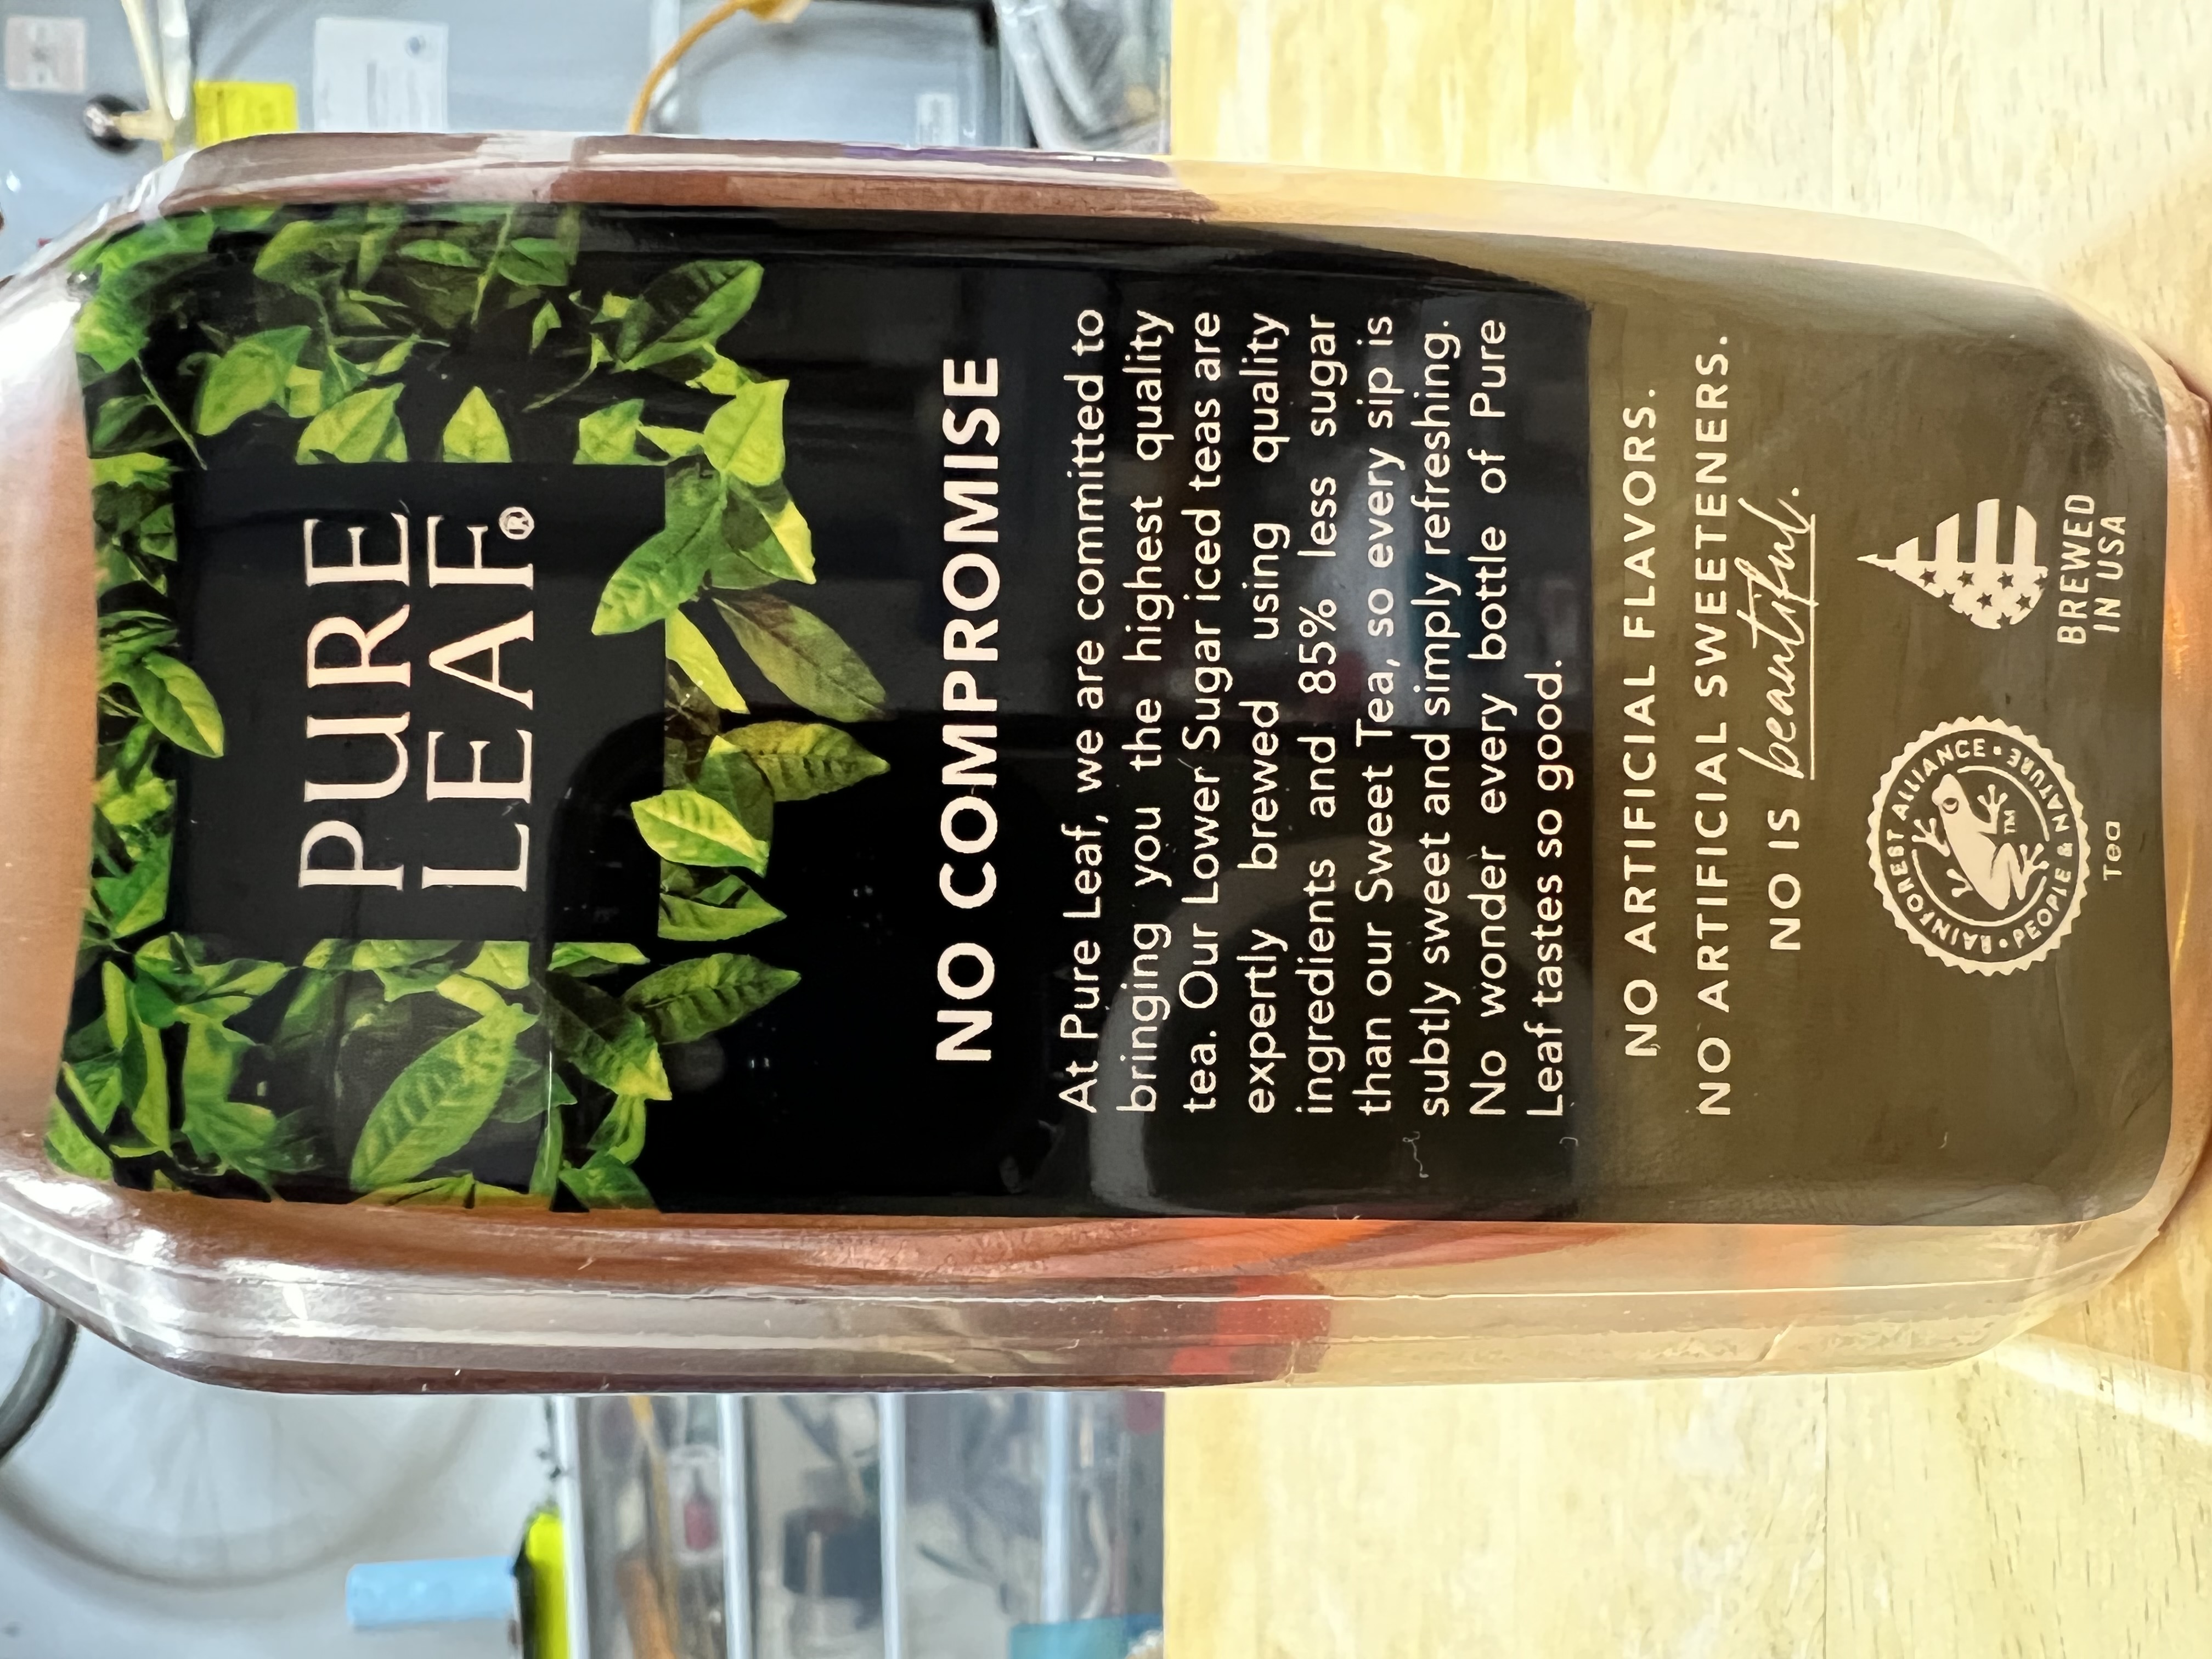 PURE
LEAF®
NO COMPROMISE
At Pure Leaf, we are committed to
bringing you the highest quality
tea. Our Lower Sugar iced teas are
expertly brewed using quality
ingredients and 85% less sugar
than our Sweet Tea, so every sip is
subtly sweet and simply refreshing.
No wonder every bottle of Pure
Leaf tastes so good.
NO ARTIFICIAL FLAVORS.
NO ARTIFICIAL SWEETENERS.
NO IS beautiful.
RAINFOREST ALLIANCE
PEOPLE & NATURE
TM
Tea
BREWED
IN USA